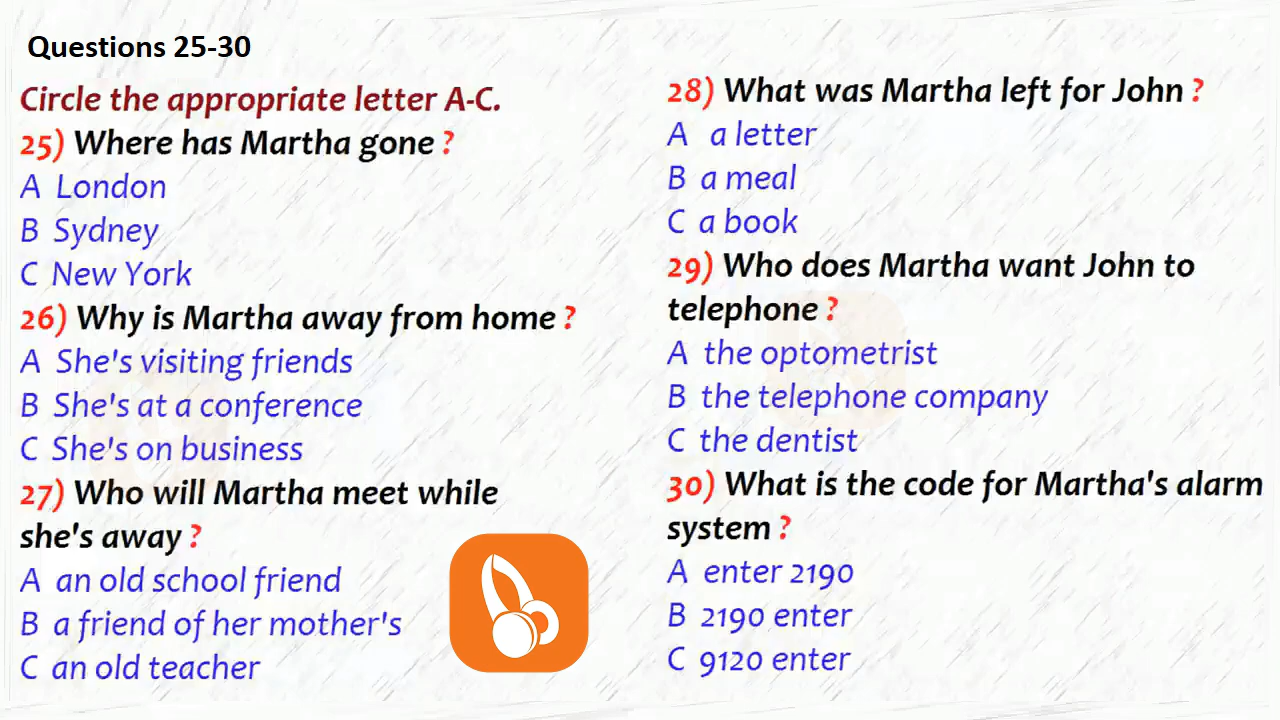 Questions 25-30
Circle the appropriate letter A-C.
25) Where has Martha gone ?
A London
B Sydney
C New York
26) Why is Martha away from home ?
A She's visiting friends
B She's at a conference
C She's on business
27) Who will Martha meet while
she's away ?
A an old school friend
B a friend of her mother's
C an old teacher
28) What was Martha left for John ?
A a letter
B a meal
C a book
29) Who does Martha want John to
telephone ?
A the optometrist
B the telephone company
C the dentist
30) What is the code for Martha's alarm
system ?
A enter 2190
B 2190 enter
C 9120 enter